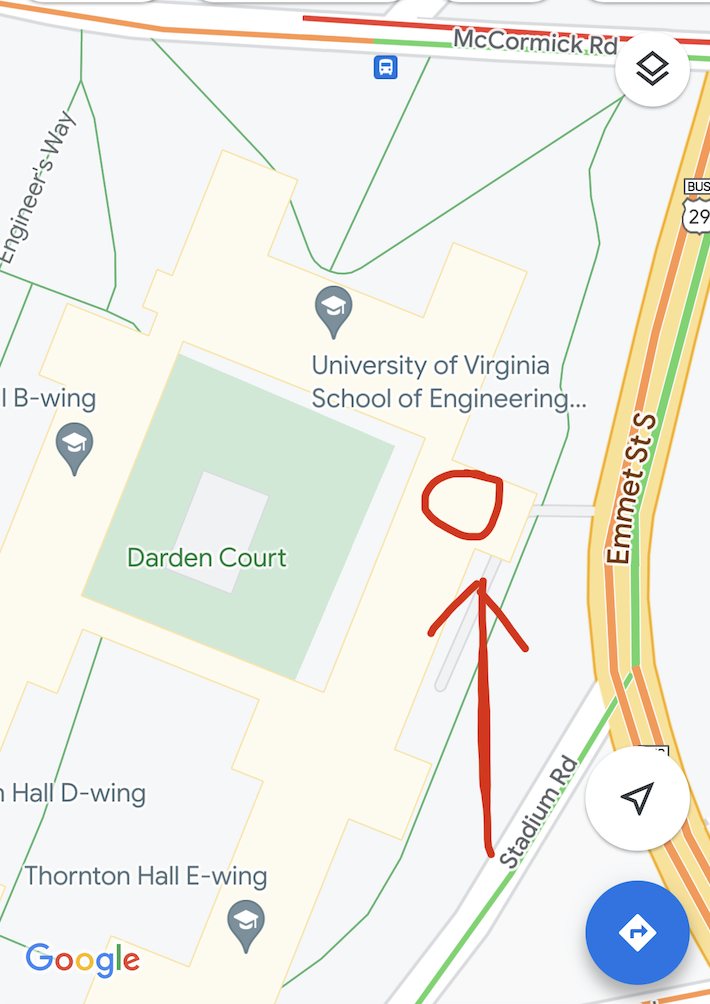 McCormick Rd
Engineer's Way
BUS
29
University of Virginia
School of Engineering...
l B-wing
Emmet St S
Darden Court
Stadium Rd
Hall D-wing
Thornton Hall E-wing
Google